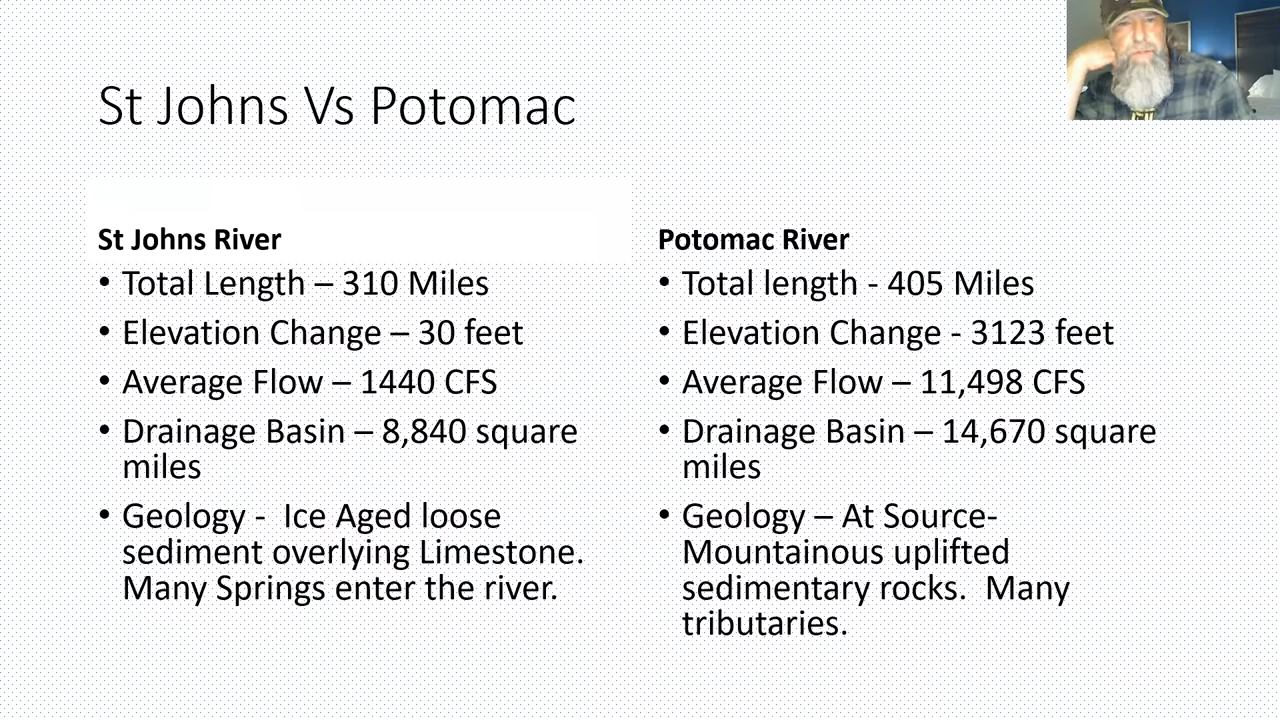 St Johns Vs Potomac
St Johns River
• Total Length – 310 Miles
• Elevation Change – 30 feet
• Average Flow – 1440 CFS
• Drainage Basin – 8,840 square
miles
• Geology -  Ice Aged loose
sediment overlying Limestone.
Many Springs enter the river.
Potomac River
• Total length - 405 Miles
• Elevation Change - 3123 feet
• Average Flow – 11,498 CFS
• Drainage Basin – 14,670 square
miles
• Geology – At Source-
Mountainous uplifted
sedimentary rocks.  Many
tributaries.